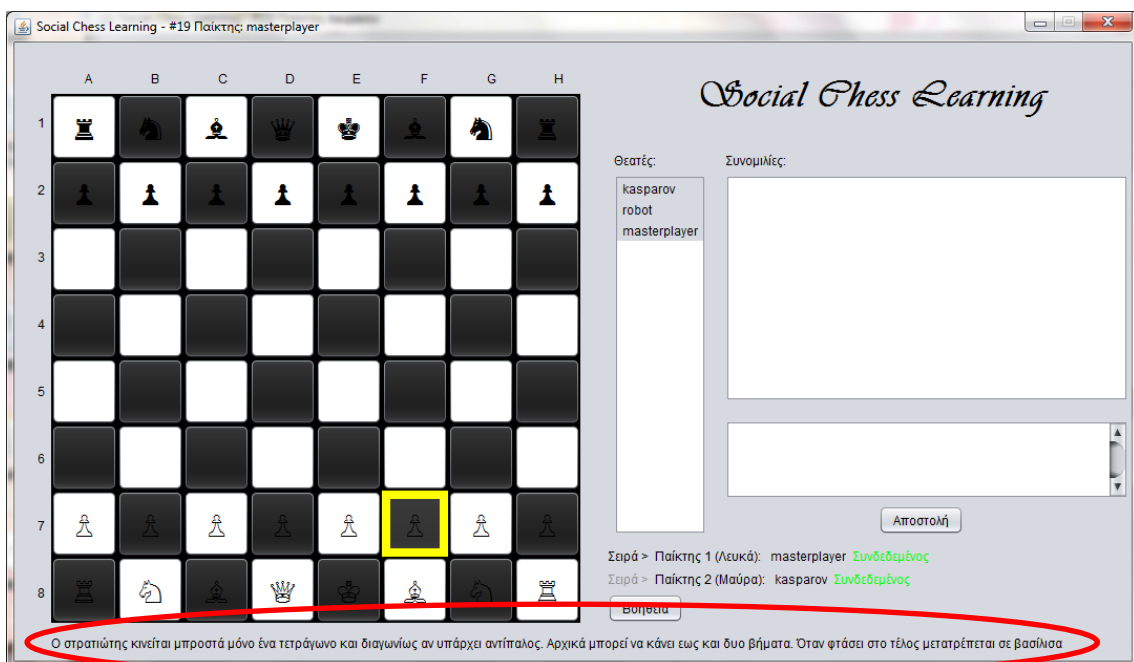 Social Chess Learning - #19 Παίκτης: masterplayer
A B C D E F G H
Social Chess Learning
1
Θεατές: Συνομιλίες:
2 kasparov
robot
masterplayer
3
4
5
6
7
Αποστολή
Σειρά > Παίκτης 1 (Λευκά): masterplayer Συνδεδεμένος
Σειρά > Παίκτης 2 (Μαύρα): kasparov Συνδεδεμένος
8
Βοήθεια
Ο στρατιώτης κινείται μπροστά μόνο ένα τετράγωνο και διαγωνίως αν υπάρχει αντίπαλος. Αρχικά μπορεί να κάνει εως και δυο βήματα. Όταν φτάσει στο τέλος μετατρέπεται σε βασίλισα